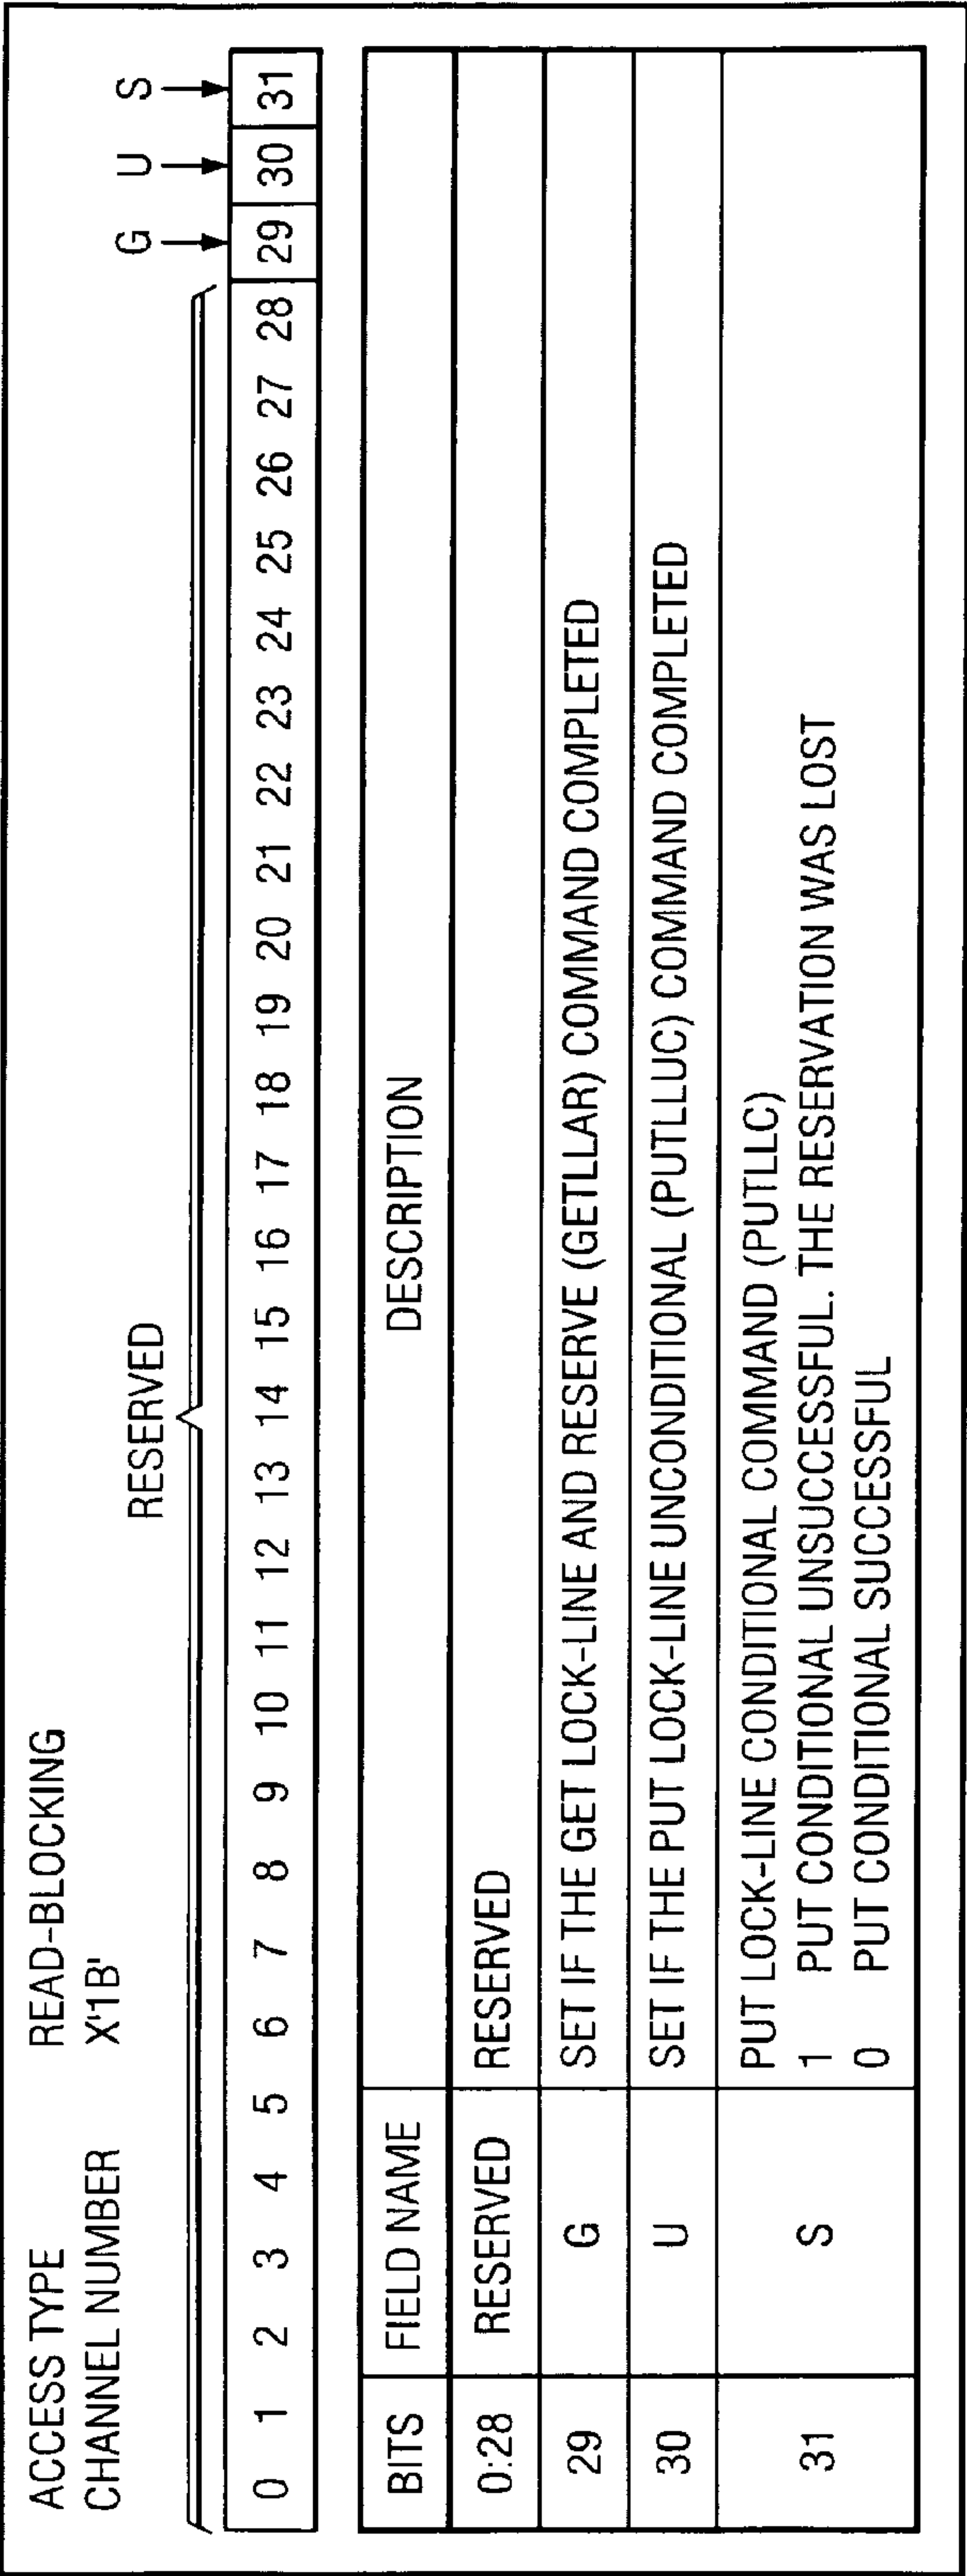 ACCESS TYPE READ-BLOCKING
CHANNEL NUMBER X'1B'
RESERVED G U S
0 1 2 3 4 5 6 7 8 9 10 11 12 13 14 15 16 17 18 19 20 21 22 23 24 25 26 27 28 29 30 31
BITS FIELD NAME DESCRIPTION
0:28 RESERVED RESERVED
29 G SET IF THE GET LOCK-LINE AND RESERVE (GETLLAR) COMMAND COMPLETED
30 U SET IF THE PUT LOCK-LINE UNCONDITIONAL (PUTLLUC) COMMAND COMPLETED
31 S PUT LOCK-LINE CONDITIONAL COMMAND (PUTLLC)
1 PUT CONDITIONAL UNSUCCESSFUL. THE RESERVATION WAS LOST
0 PUT CONDITIONAL SUCCESSFUL